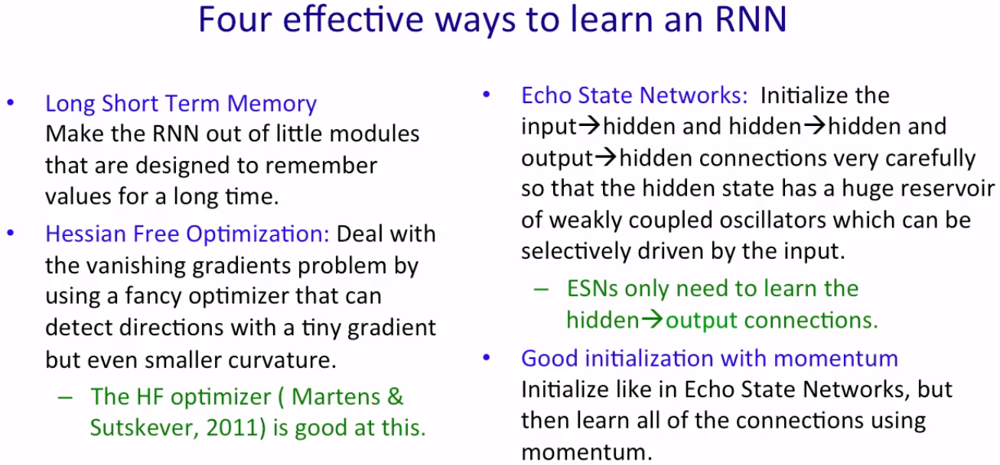 Four effective ways to learn an RNN
• Long Short Term Memory
Make the RNN out of little modules
that are designed to remember
values for a long time.
• Hessian Free Optimization: Deal with
the vanishing gradients problem by
using a fancy optimizer that can
detect directions with a tiny gradient
but even smaller curvature.
– The HF optimizer ( Martens &
Sutskever, 2011) is good at this.
• Echo State Networks: Initialize the
input→hidden and hidden→hidden and
output→hidden connections very carefully
so that the hidden state has a huge reservoir
of weakly coupled oscillators which can be
selectively driven by the input.
– ESNs only need to learn the
hidden→output connections.
• Good initialization with momentum
Initialize like in Echo State Networks, but
then learn all of the connections using
momentum.